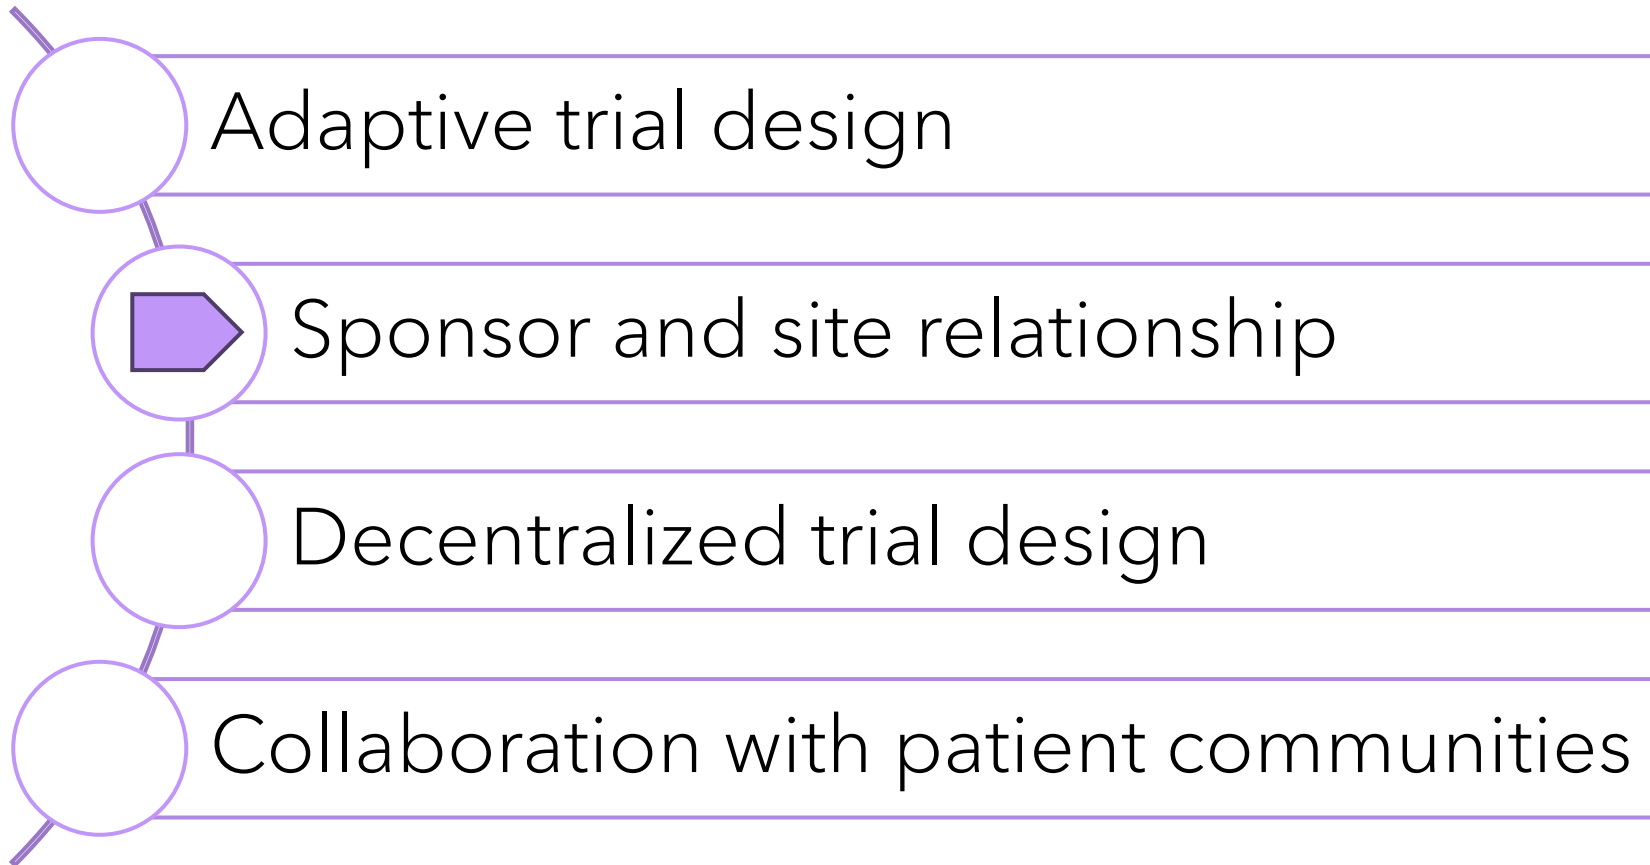 Adaptive trial design
Sponsor and site relationship
Decentralized trial design
Collaboration with patient communities